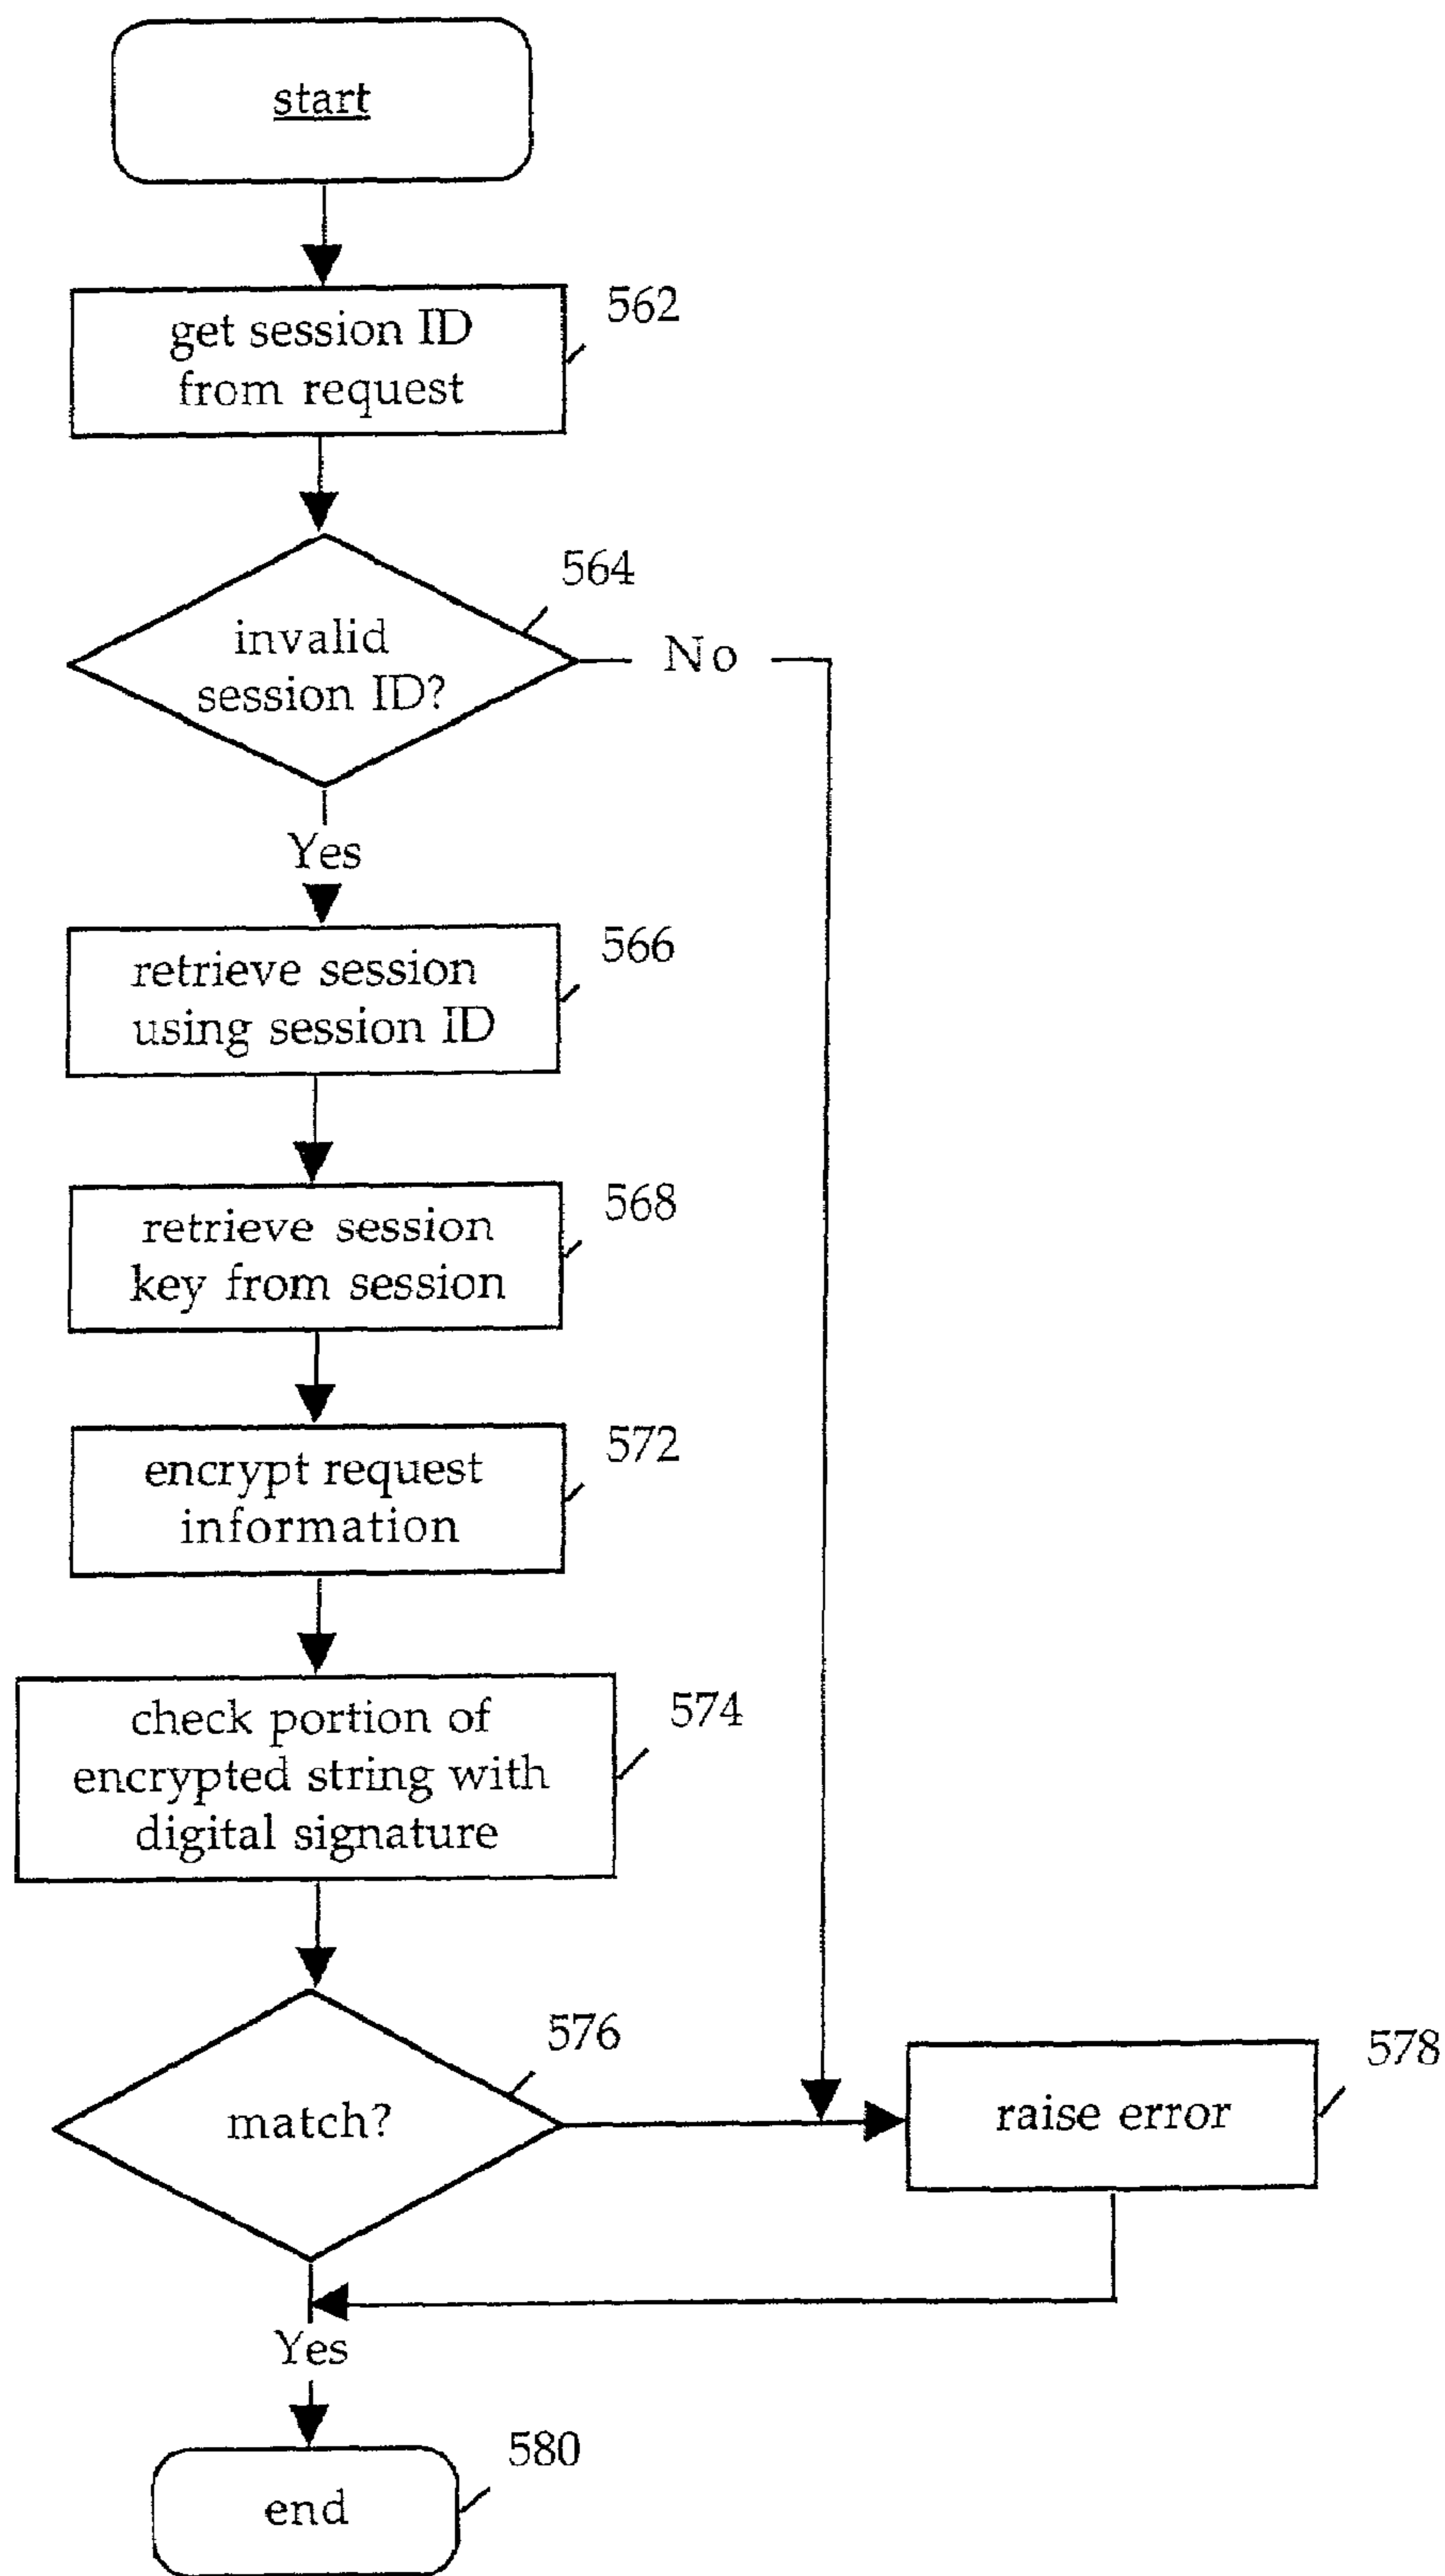 start
get session ID
from request
562
invalid
session ID?
564
No
Yes
retrieve session
using session ID
566
retrieve session
key from session
568
encrypt request
information
572
check portion of
encrypted string with
digital signature
574
match?
576
raise error
578
Yes
end
580